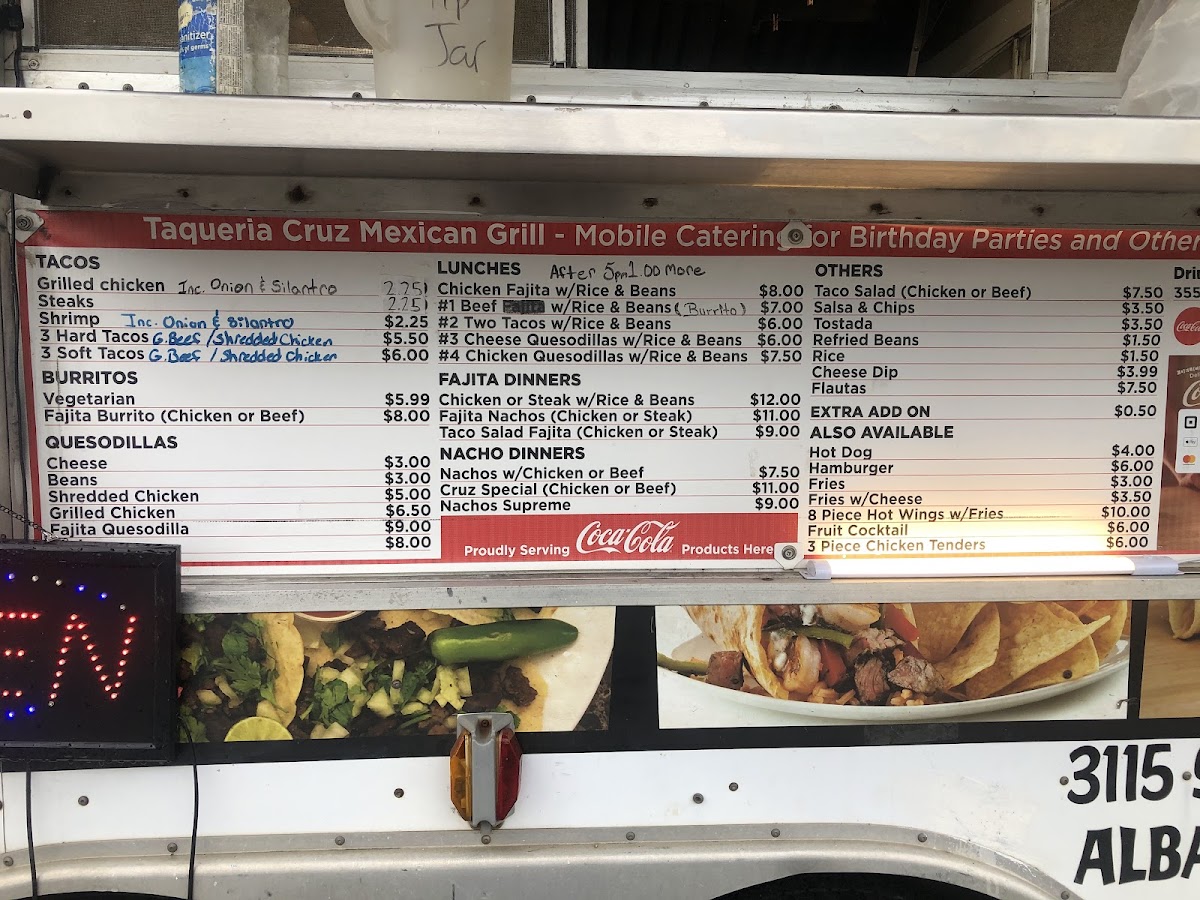 nitizer
Jar
Taqueria Cruz Mexican Grill - Mobile Catering for Birthday Parties and Other
TACOS
Grilled chicken Inc. Onion & Silantro 2.25
Steaks 2.25
Shrimp Inc. Onion & Silantro $2.25
3 Hard Tacos G.Beef / Shredded Chicken $5.50
3 Soft Tacos G.Beef / Shredded Chicken $6.00
BURRITOS
Vegetarian $5.99
Fajita Burrito (Chicken or Beef) $8.00
QUESODILLAS
Cheese $3.00
Beans $3.00
Shredded Chicken $5.00
Grilled Chicken $6.50
Fajita Quesodilla $9.00
$8.00
LUNCHES After 5pm 1.00 More
Chicken Fajita w/Rice & Beans $8.00
#1 Beef w/Rice & Beans (Burrito) $7.00
#2 Two Tacos w/Rice & Beans $6.00
#3 Cheese Quesodillas w/Rice & Beans $6.00
#4 Chicken Quesodillas w/Rice & Beans $7.50
FAJITA DINNERS
Chicken or Steak w/Rice & Beans $12.00
Fajita Nachos (Chicken or Steak) $11.00
Taco Salad Fajita (Chicken or Steak) $9.00
NACHO DINNERS
Nachos w/Chicken or Beef $7.50
Cruz Special (Chicken or Beef) $11.00
Nachos Supreme $9.00
Proudly Serving Coca-Cola Products Here
OTHERS
Taco Salad (Chicken or Beef) $7.50
Salsa & Chips $3.50
Tostada $3.50
Refried Beans $1.50
Rice $1.50
Cheese Dip $3.99
Flautas $7.50
EXTRA ADD ON $0.50
ALSO AVAILABLE
Hot Dog $4.00
Hamburger $6.00
Fries $3.00
Fries w/Cheese $3.50
8 Piece Hot Wings w/Fries $10.00
Fruit Cocktail $6.00
3 Piece Chicken Tenders $6.00
Drin
355
Coca-Cola
EN
3115
ALBA